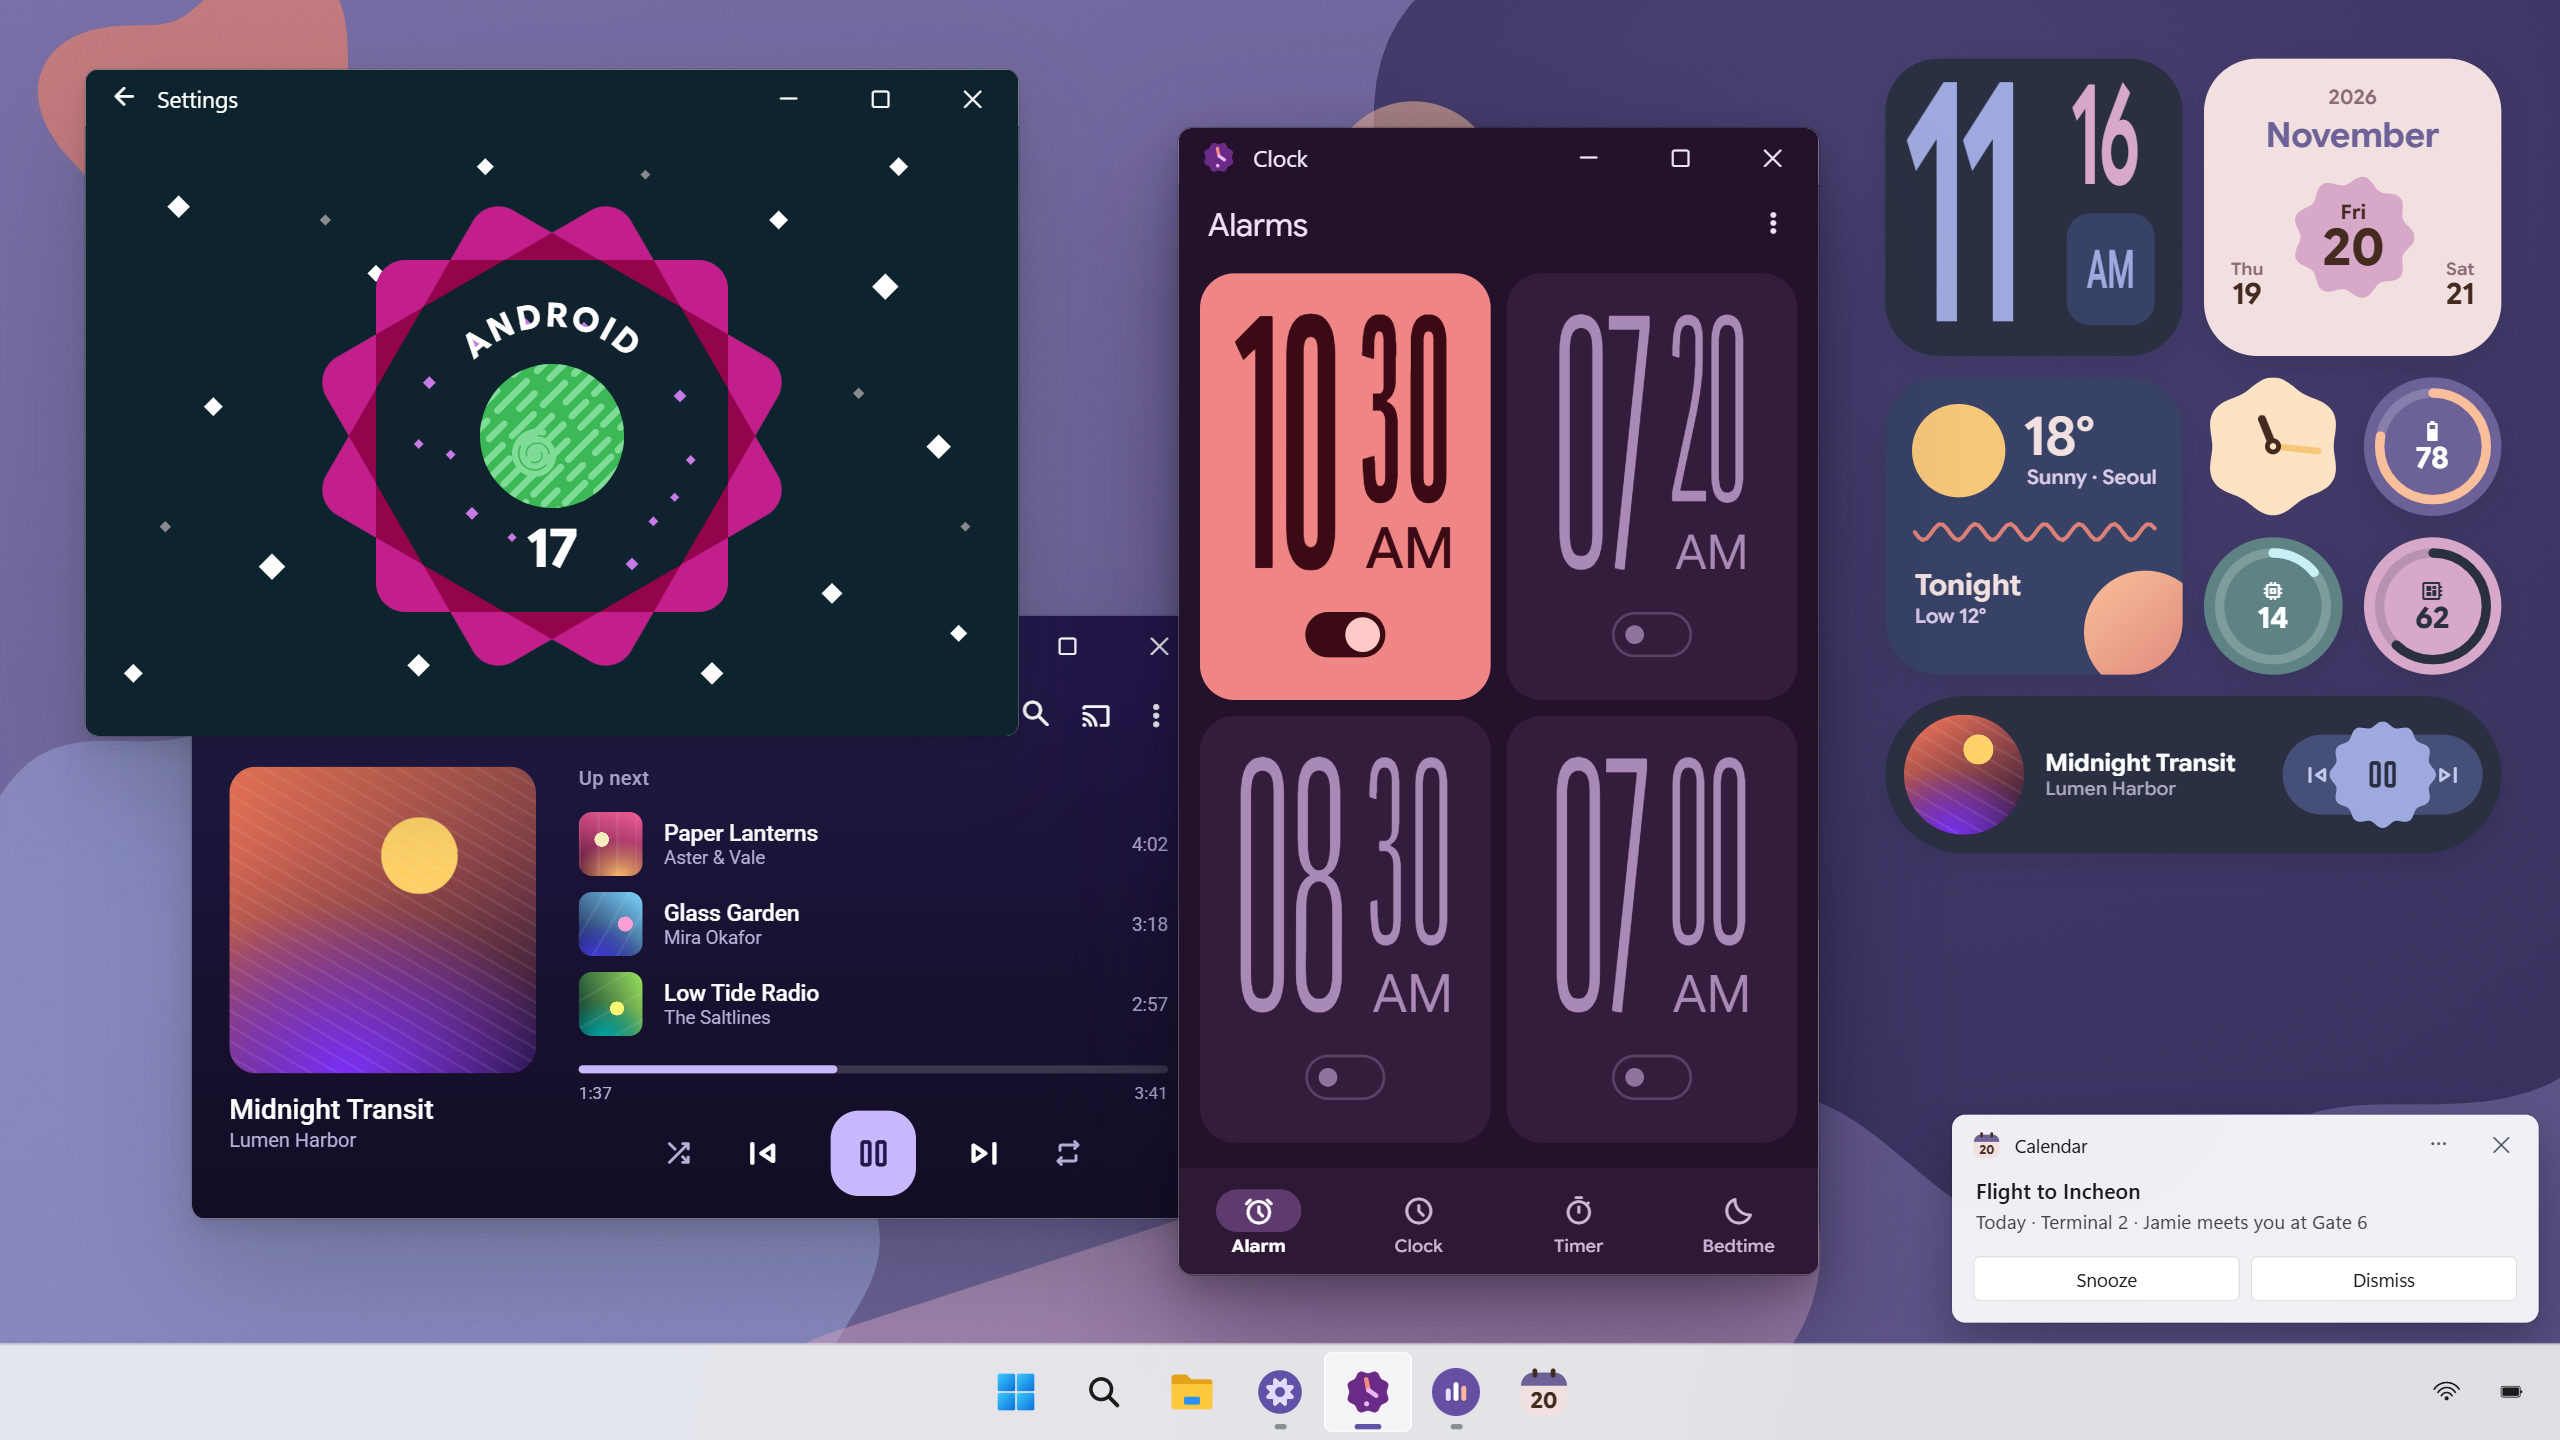 Settings
ANDROID
17
Up next
Paper Lanterns
Aster & Vale
4:02
Glass Garden
Mira Okafor
3:18
Low Tide Radio
The Saltlines
2:57
1:37
3:41
Midnight Transit
Lumen Harbor
Clock
Alarms
10 30
AM
07 20
AM
08 30
AM
07 00
AM
Alarm
Clock
Timer
Bedtime
11 16
AM
2026
November
Fri
20
Thu
19
Sat
21
18°
Sunny · Seoul
Tonight
Low 12°
78
14
62
Midnight Transit
Lumen Harbor
20
Calendar
Flight to Incheon
Today · Terminal 2 · Jamie meets you at Gate 6
Snooze
Dismiss
20